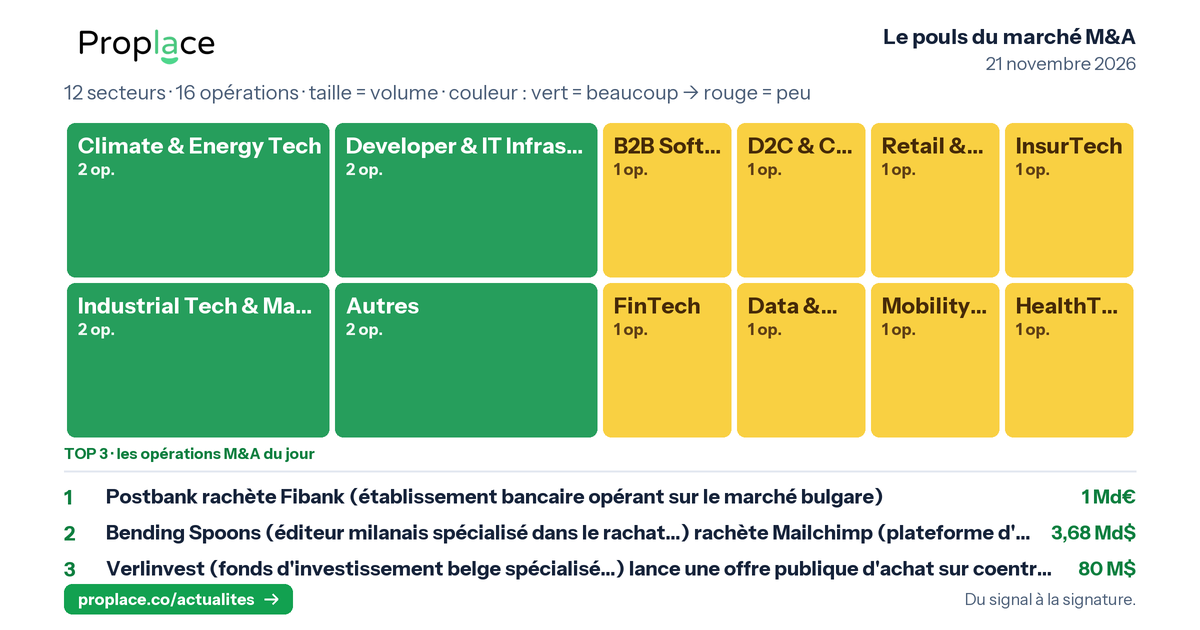 Proplace
Le pouls du marché M&A
21 novembre 2026
12 secteurs · 16 opérations · taille = volume · couleur : vert = beaucoup → rouge = peu
Climate & Energy Tech
2 op.
Developer & IT Infras...
2 op.
B2B Soft...
1 op.
D2C & C...
1 op.
Retail &...
1 op.
InsurTech
1 op.
Industrial Tech & Ma...
2 op.
Autres
2 op.
FinTech
1 op.
Data &...
1 op.
Mobility...
1 op.
HealthT...
1 op.
TOP 3 · les opérations M&A du jour
1 Postbank rachète Fibank (établissement bancaire opérant sur le marché bulgare) 1 Md€
2 Bending Spoons (éditeur milanais spécialisé dans le rachat...) rachète Mailchimp (plateforme d'... 3,68 Md$
3 Verlinvest (fonds d'investissement belge spécialisé...) lance une offre publique d'achat sur coentr... 80 M$
proplace.co/actualites →
Du signal à la signature.